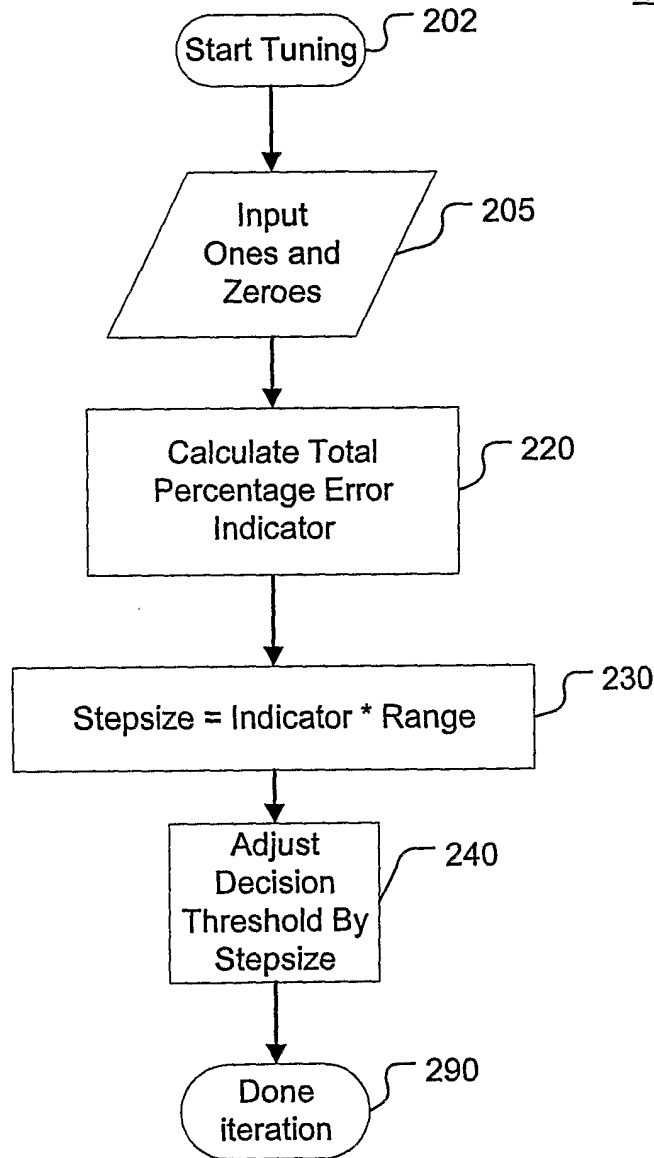 Start Tuning
202
Input
Ones and
Zeroes
205
Calculate Total
Percentage Error
Indicator
220
Stepsize = Indicator * Range
230
Adjust
Decision
Threshold By
Stepsize
240
Done
iteration
290